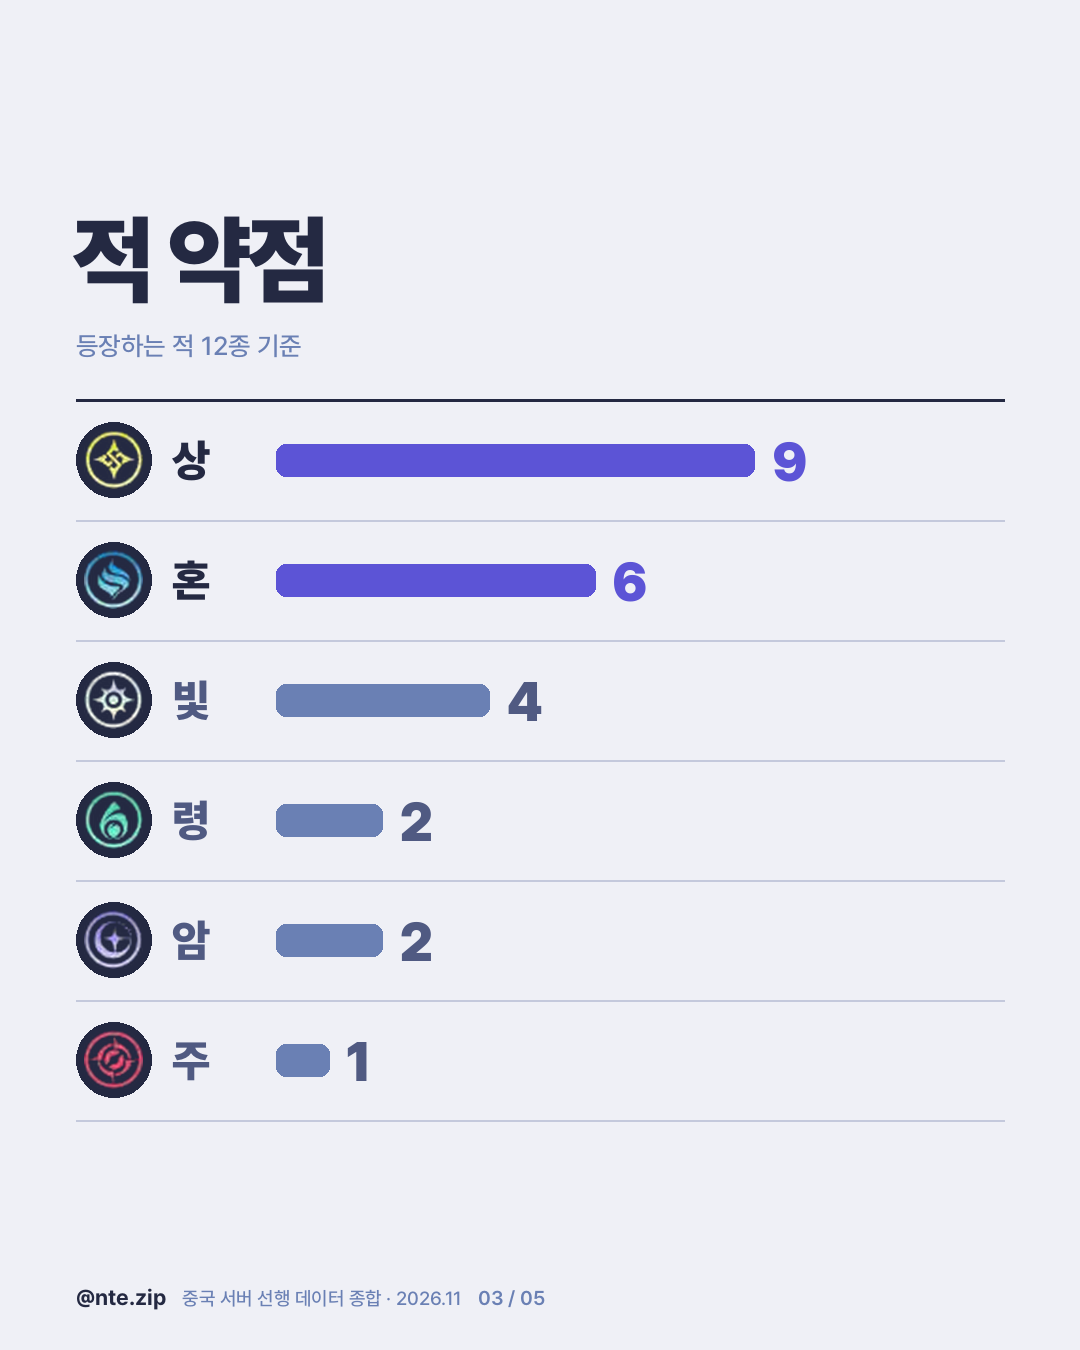 적 약점
등장하는 적 12종 기준
상 9
혼 6
빛 4
령 2
암 2
주 1
@nte.zip 중국 서버 선행 데이터 종합 · 2026.11 03 / 05